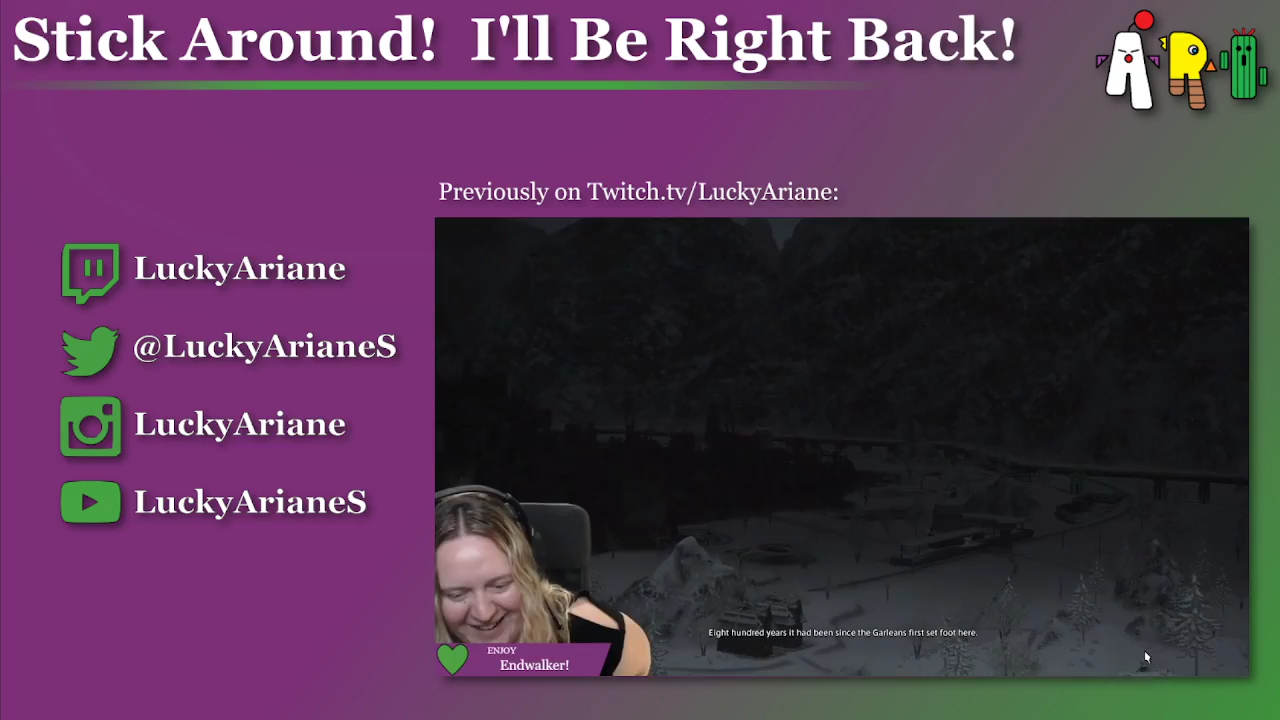 Stick Around! I'll Be Right Back!
ARI
Previously on Twitch.tv/LuckyAriane:
LuckyAriane
@LuckyArianeS
LuckyAriane
LuckyArianeS
Eight hundred years it had been since the Garleans first set foot here.
ENJOY
Endwalker!